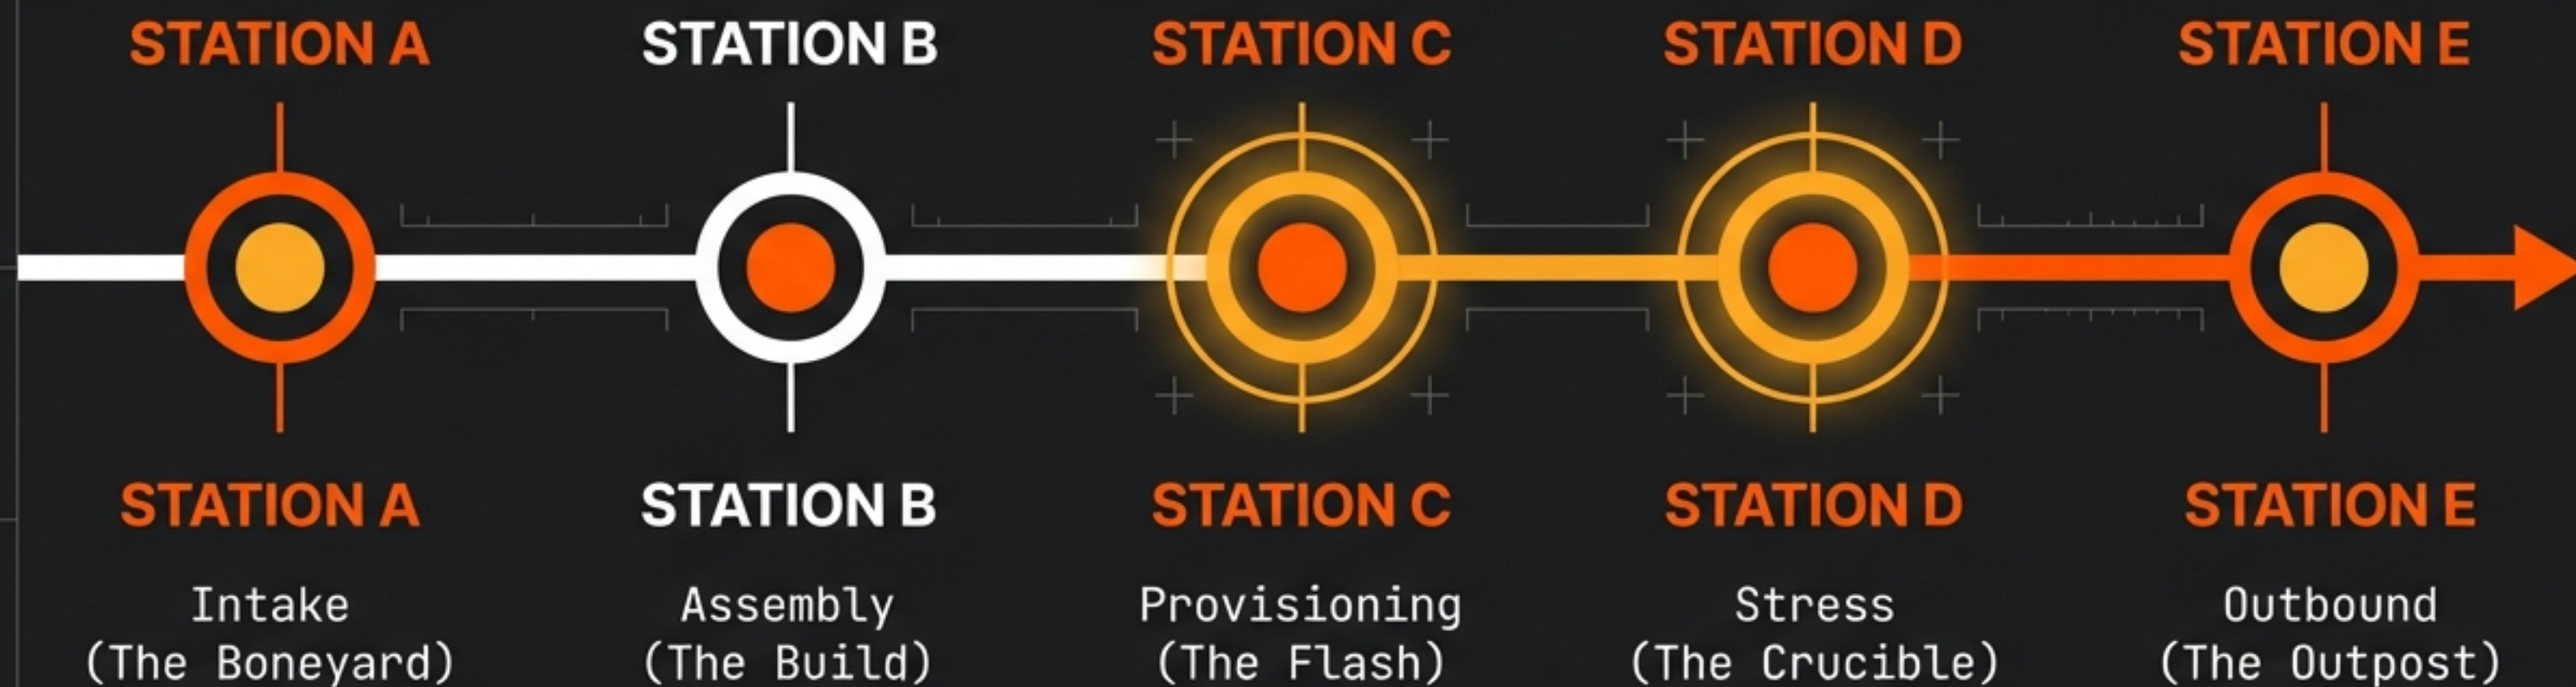 STATION A
STATION B
STATION C
STATION D
STATION E
STATION A
STATION B
STATION C
STATION D
STATION E
Intake
(The Boneyard)
Assembly
(The Build)
Provisioning
(The Flash)
Stress
(The Crucible)
Outbound
(The Outpost)